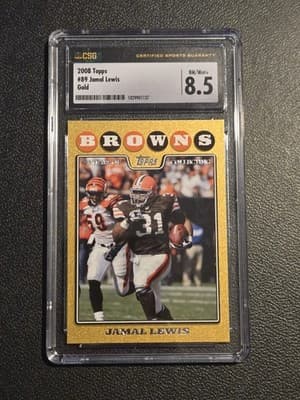 CSG
CERTIFIED SPORTS GUARANTY
2008 Topps
#89 Jamal Lewis
Gold
NM/Mint+
8.5
BROWNS
Topps
31
JAMAL LEWIS